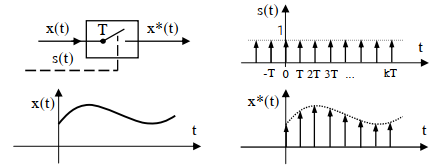 x(t) T x*(t)
s(t)
s(t)
1
t
-T 0 T 2T 3T ... kT
x(t)
t
x*(t)
t